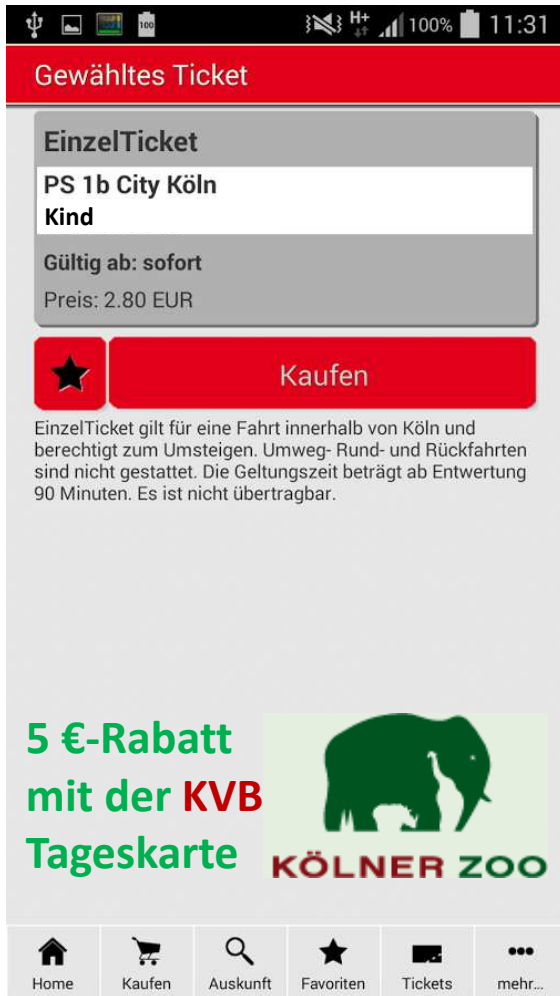 100
H+
100%
11:31
Gewähltes Ticket
EinzelTicket
PS 1b City Köln
Kind
Gültig ab: sofort
Preis: 2.80 EUR
Kaufen
EinzelTicket gilt für eine Fahrt innerhalb von Köln und
berechtigt zum Umsteigen. Umweg- Rund- und Rückfahrten
sind nicht gestattet. Die Geltungszeit beträgt ab Entwertung
90 Minuten. Es ist nicht übertragbar.
5 €-Rabatt
mit der KVB
Tageskarte
KÖLNER ZOO
Home
Kaufen
Auskunft
Favoriten
Tickets
mehr...